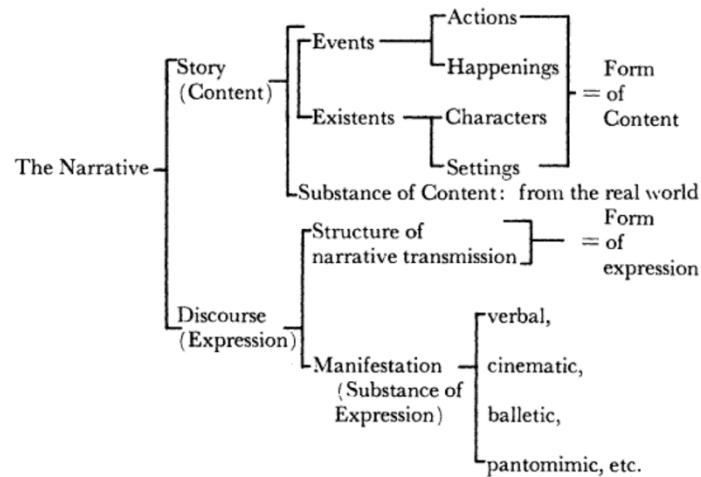 Actions
Events
Story
(Content)
Happenings
Form
= of
Content
Existents
Characters
The Narrative
Settings
Substance of Content: from the real world
Structure of
narrative transmission
Form
= of
expression
Discourse
(Expression)
verbal,
Manifestation
(Substance of
Expression)
cinematic,
balletic,
pantomimic, etc.